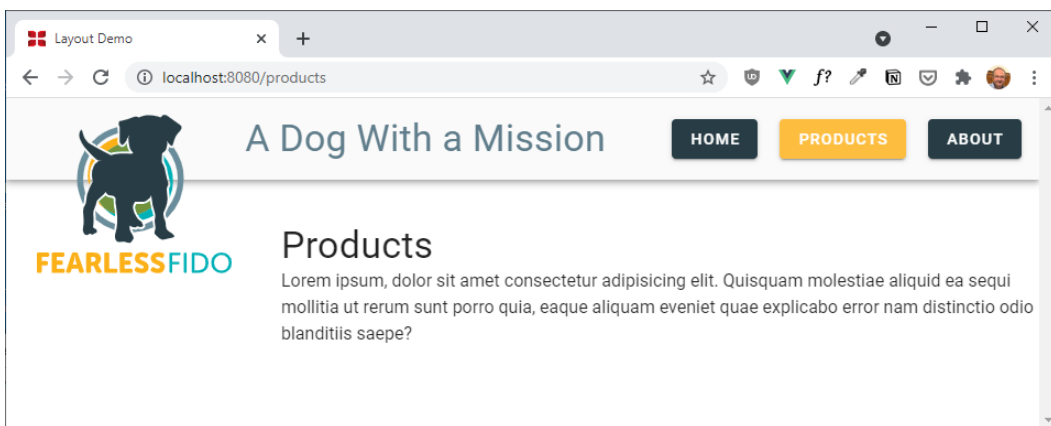 Layout Demo
localhost:8080/products
UD
f?
N
A Dog With a Mission
HOME
PRODUCTS
ABOUT
FEARLESSFIDO
Products
Lorem ipsum, dolor sit amet consectetur adipisicing elit. Quisquam molestiae aliquid ea sequi
mollitia ut rerum sunt porro quia, eaque aliquam eveniet quae explicabo error nam distinctio odio
blanditiis saepe?